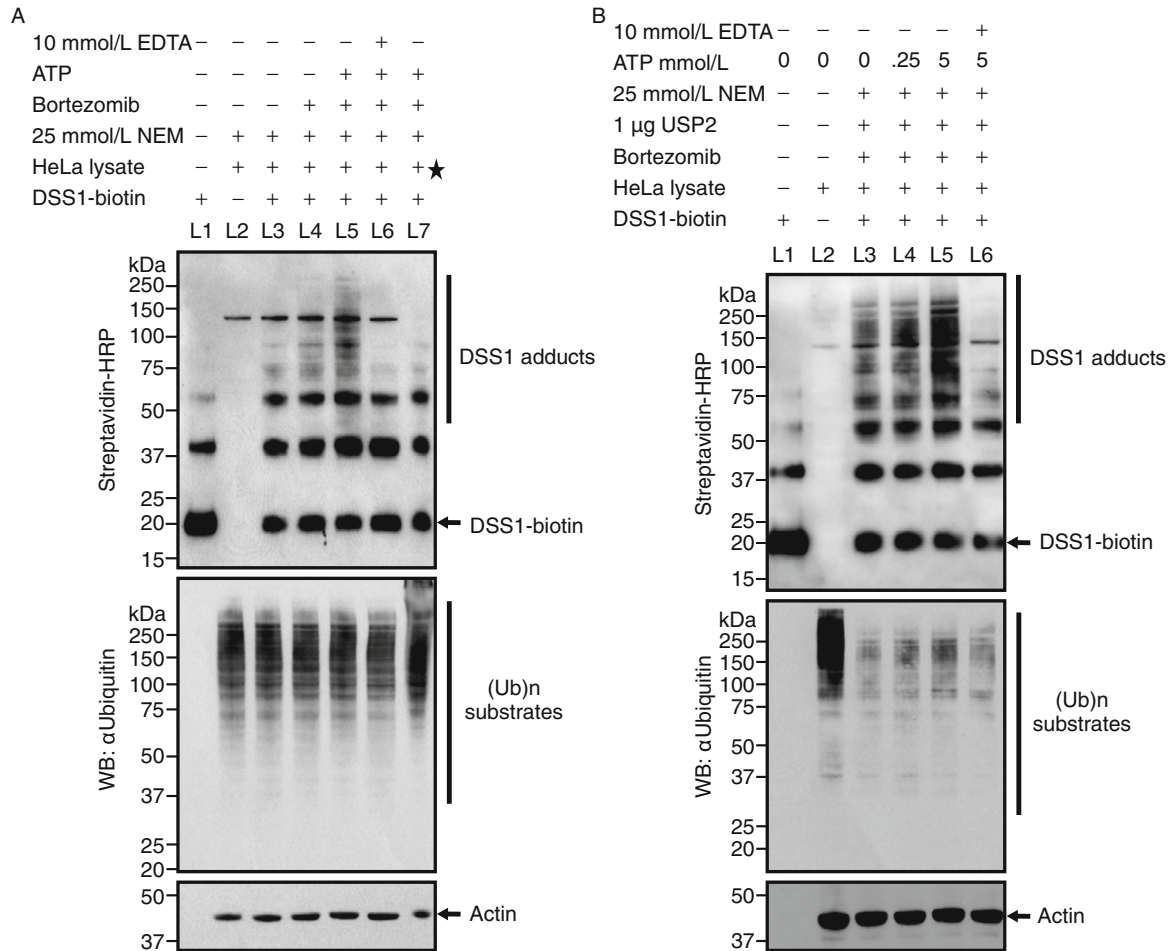 A
10 mmol/L EDTA – – – – – + –
ATP – – – – + + +
Bortezomib – – – + + + +
25 mmol/L NEM – + + + + + +
HeLa lysate – + + + + + +★
DSS1-biotin + – + + + + +
L1 L2 L3 L4 L5 L6 L7
kDa
250
150
100
75
50
37
25
20
15
Streptavidin-HRP
DSS1 adducts
DSS1-biotin
kDa
250
150
100
75
50
37
25
20
WB: αUbiquitin
(Ub)n
substrates
50
37
Actin
B
10 mmol/L EDTA – – – – – +
ATP mmol/L 0 0 0 .25 5 5
25 mmol/L NEM – – + + + +
1 µg USP2 – – + + + +
Bortezomib – – + + + +
HeLa lysate – + + + + +
DSS1-biotin + – + + + +
L1 L2 L3 L4 L5 L6
kDa
250
150
100
75
50
37
25
20
15
Streptavidin-HRP
DSS1 adducts
DSS1-biotin
kDa
250
150
100
75
50
37
25
20
WB: αUbiquitin
(Ub)n
substrates
50
37
Actin